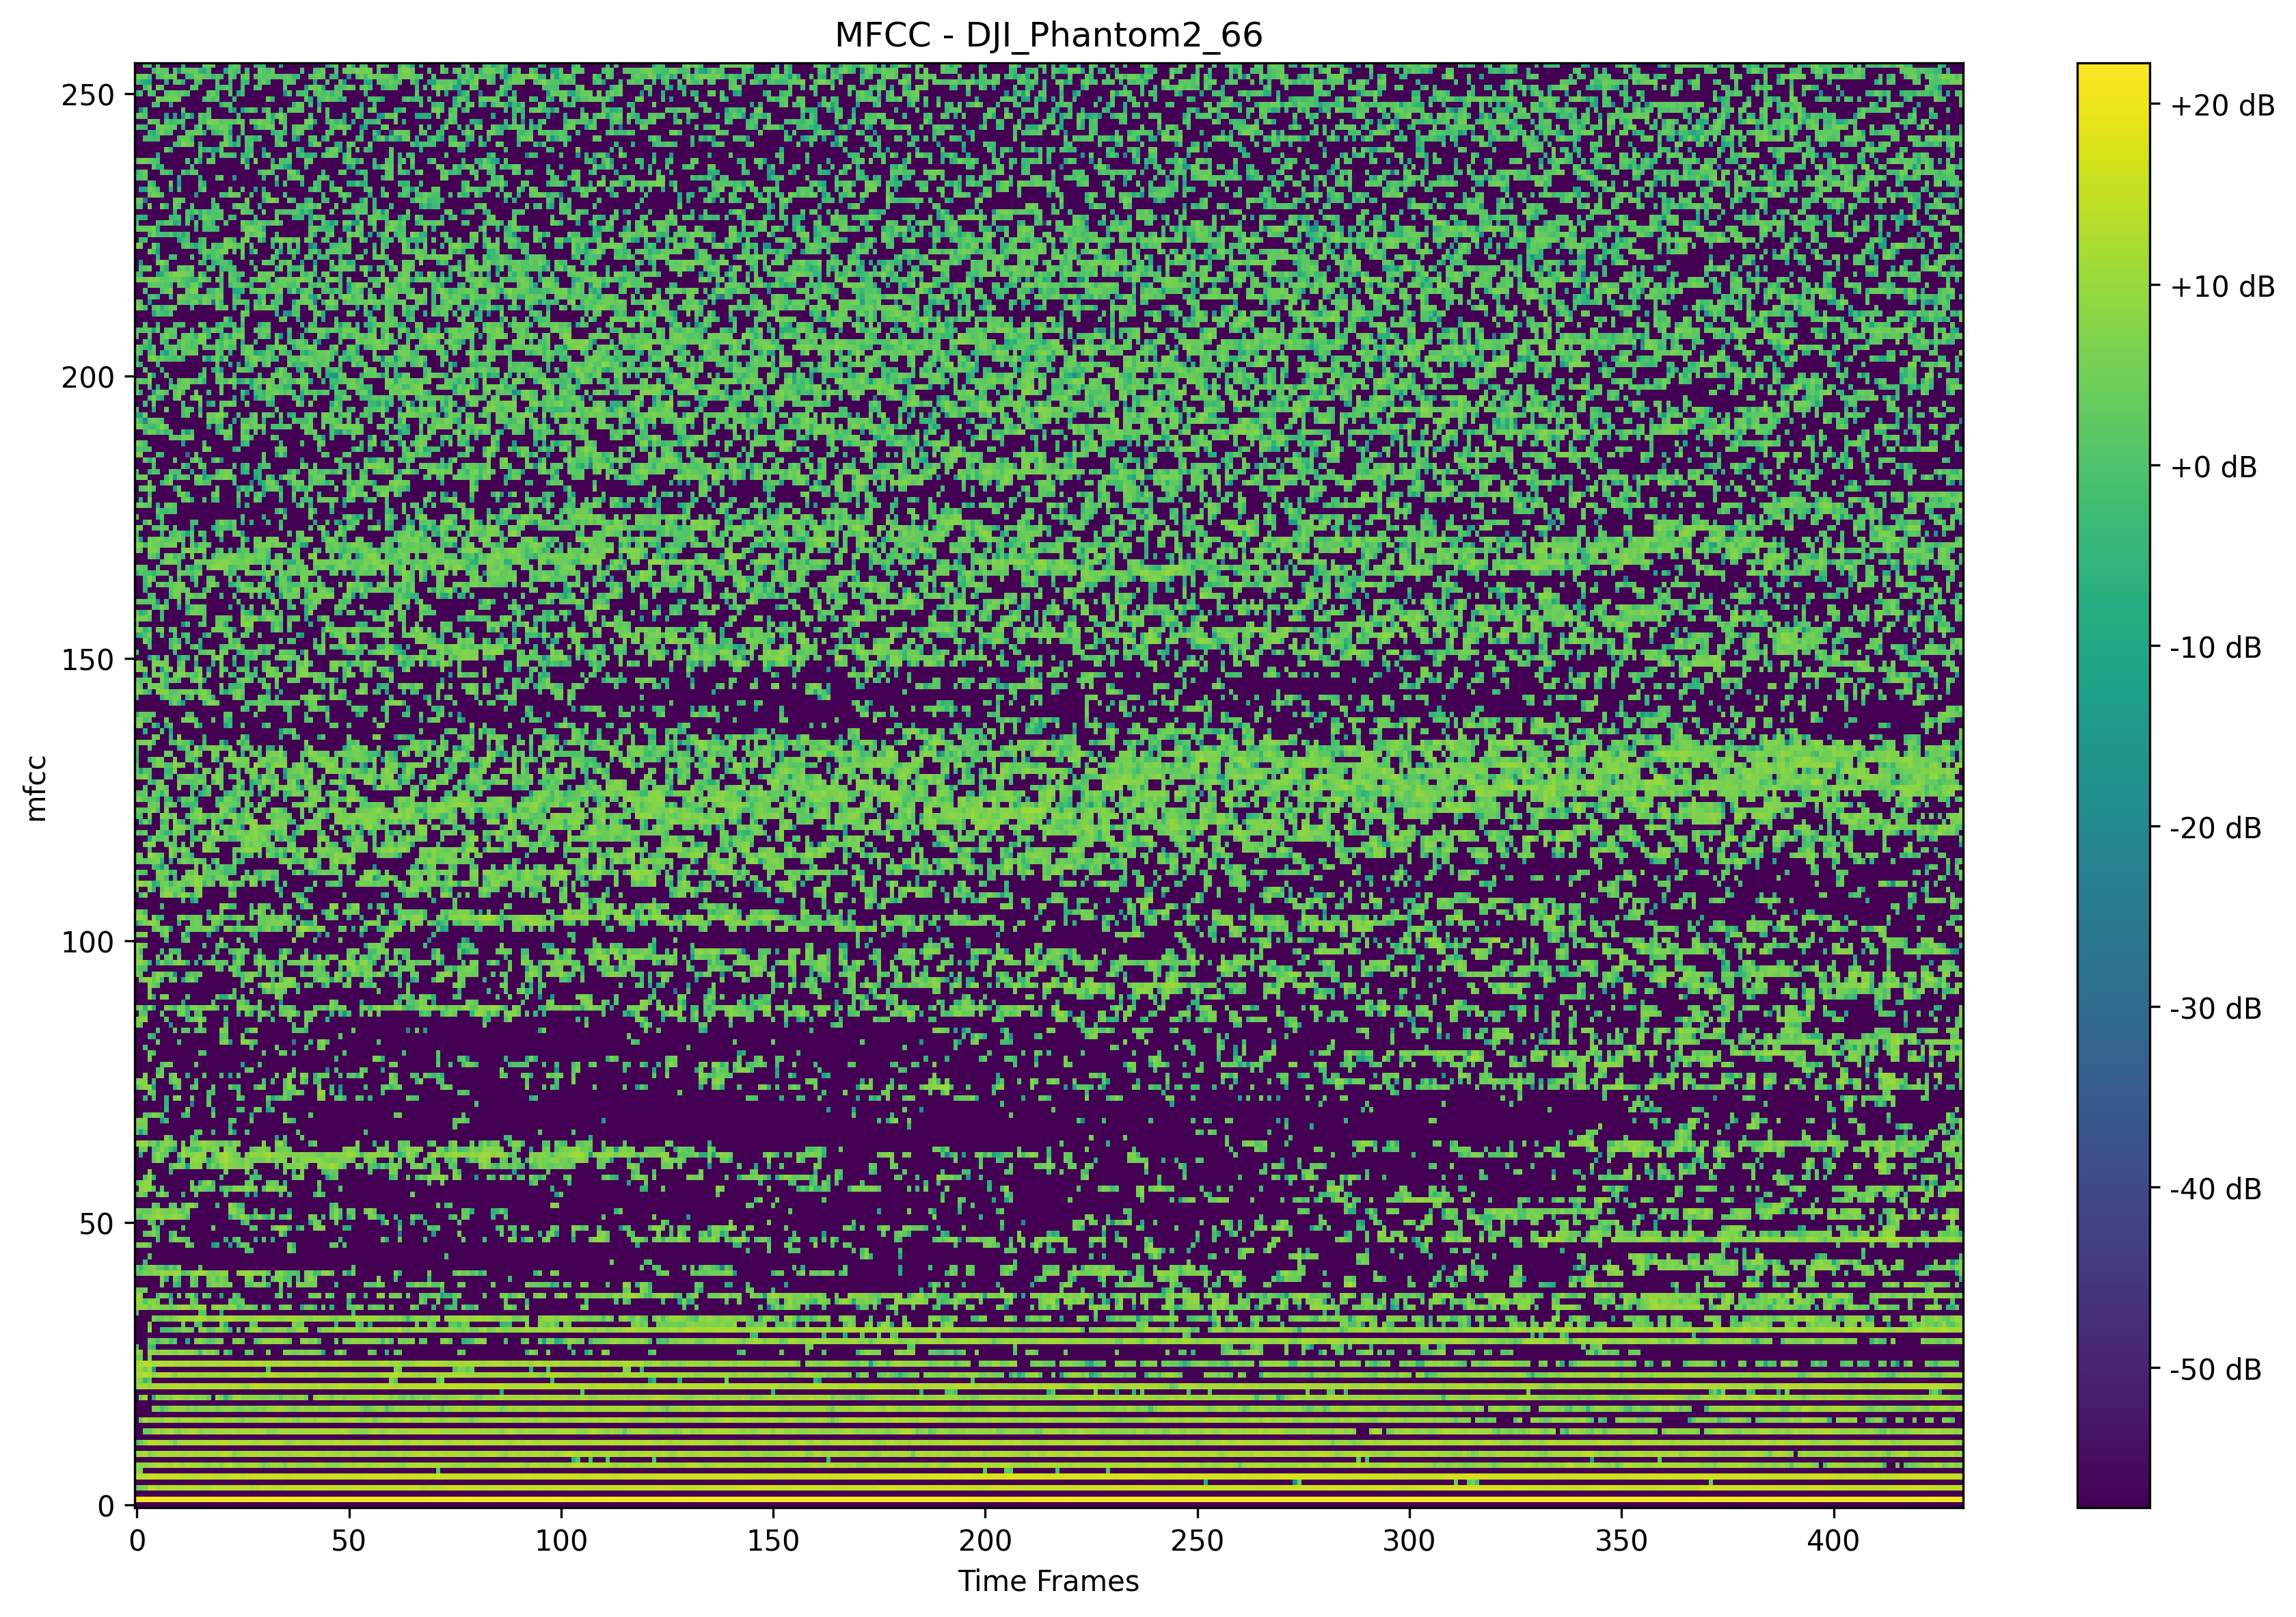 MFCC - DJI_Phantom2_66
250
200
150
100
50
0
mfcc
0 50 100 150 200 250 300 350 400
Time Frames
+20 dB
+10 dB
+0 dB
-10 dB
-20 dB
-30 dB
-40 dB
-50 dB